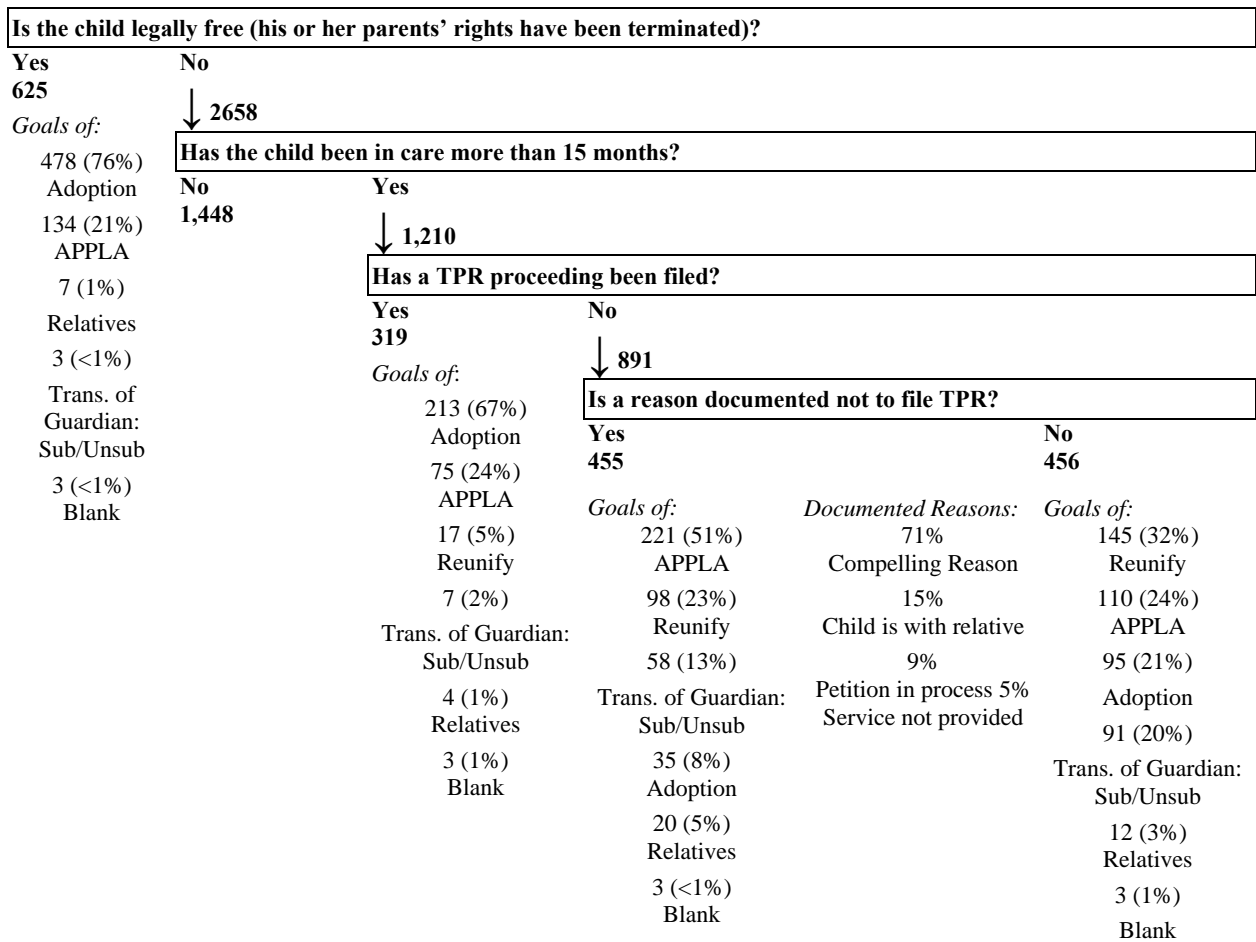 Is the child legally free (his or her parents’ rights have been terminated)?
Yes
625
Goals of:
478 (76%)
Adoption
134 (21%)
APPLA
7 (1%)
Relatives
3 (<1%)
Trans. of
Guardian:
Sub/Unsub
3 (<1%)
Blank
No
↓ 2658
Has the child been in care more than 15 months?
No
1,448
Yes
↓ 1,210
Has a TPR proceeding been filed?
Yes
319
Goals of:
213 (67%)
Adoption
75 (24%)
APPLA
17 (5%)
Reunify
7 (2%)
Trans. of Guardian:
Sub/Unsub
4 (1%)
Relatives
3 (1%)
Blank
No
↓ 891
Is a reason documented not to file TPR?
Yes
455
Goals of:
221 (51%)
APPLA
98 (23%)
Reunify
58 (13%)
Trans. of Guardian:
Sub/Unsub
35 (8%)
Adoption
20 (5%)
Relatives
3 (<1%)
Blank
Documented Reasons:
71%
Compelling Reason
15%
Child is with relative
9%
Petition in process 5%
Service not provided
No
456
Goals of:
145 (32%)
Reunify
110 (24%)
APPLA
95 (21%)
Adoption
91 (20%)
Trans. of Guardian:
Sub/Unsub
12 (3%)
Relatives
3 (1%)
Blank